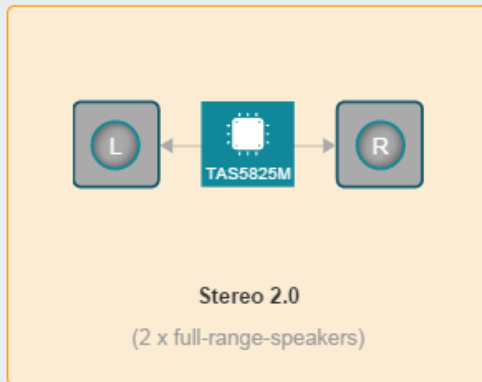 L
TAS5825M
R
Stereo 2.0
(2 x full-range-speakers)